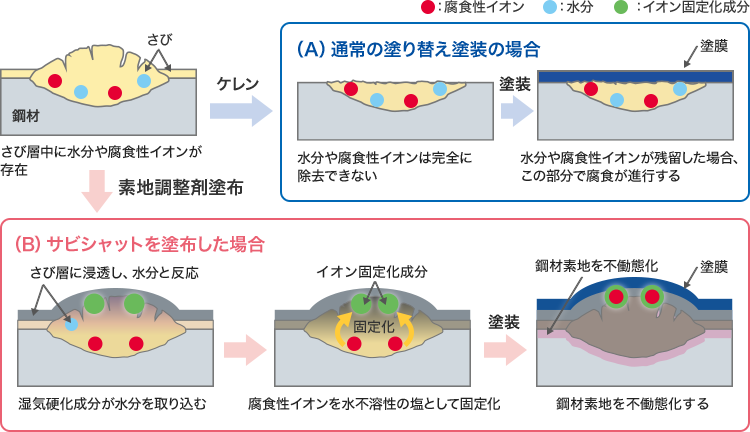 ●：腐食性イオン ●：水分 ●：イオン固定化成分
さび
鋼材
さび層中に水分や腐食性イオンが
存在
ケレン
（A）通常の塗り替え塗装の場合
塗膜
塗装
水分や腐食性イオンは完全に
除去できない
水分や腐食性イオンが残留した場合、
この部分で腐食が進行する
素地調整剤塗布
（B）サビシャットを塗布した場合
さび層に浸透し、水分と反応
湿気硬化成分が水分を取り込む
イオン固定化成分
固定化
腐食性イオンを水不溶性の塩として固定化
塗装
鋼材素地を不働態化
塗膜
鋼材素地を不働態化する